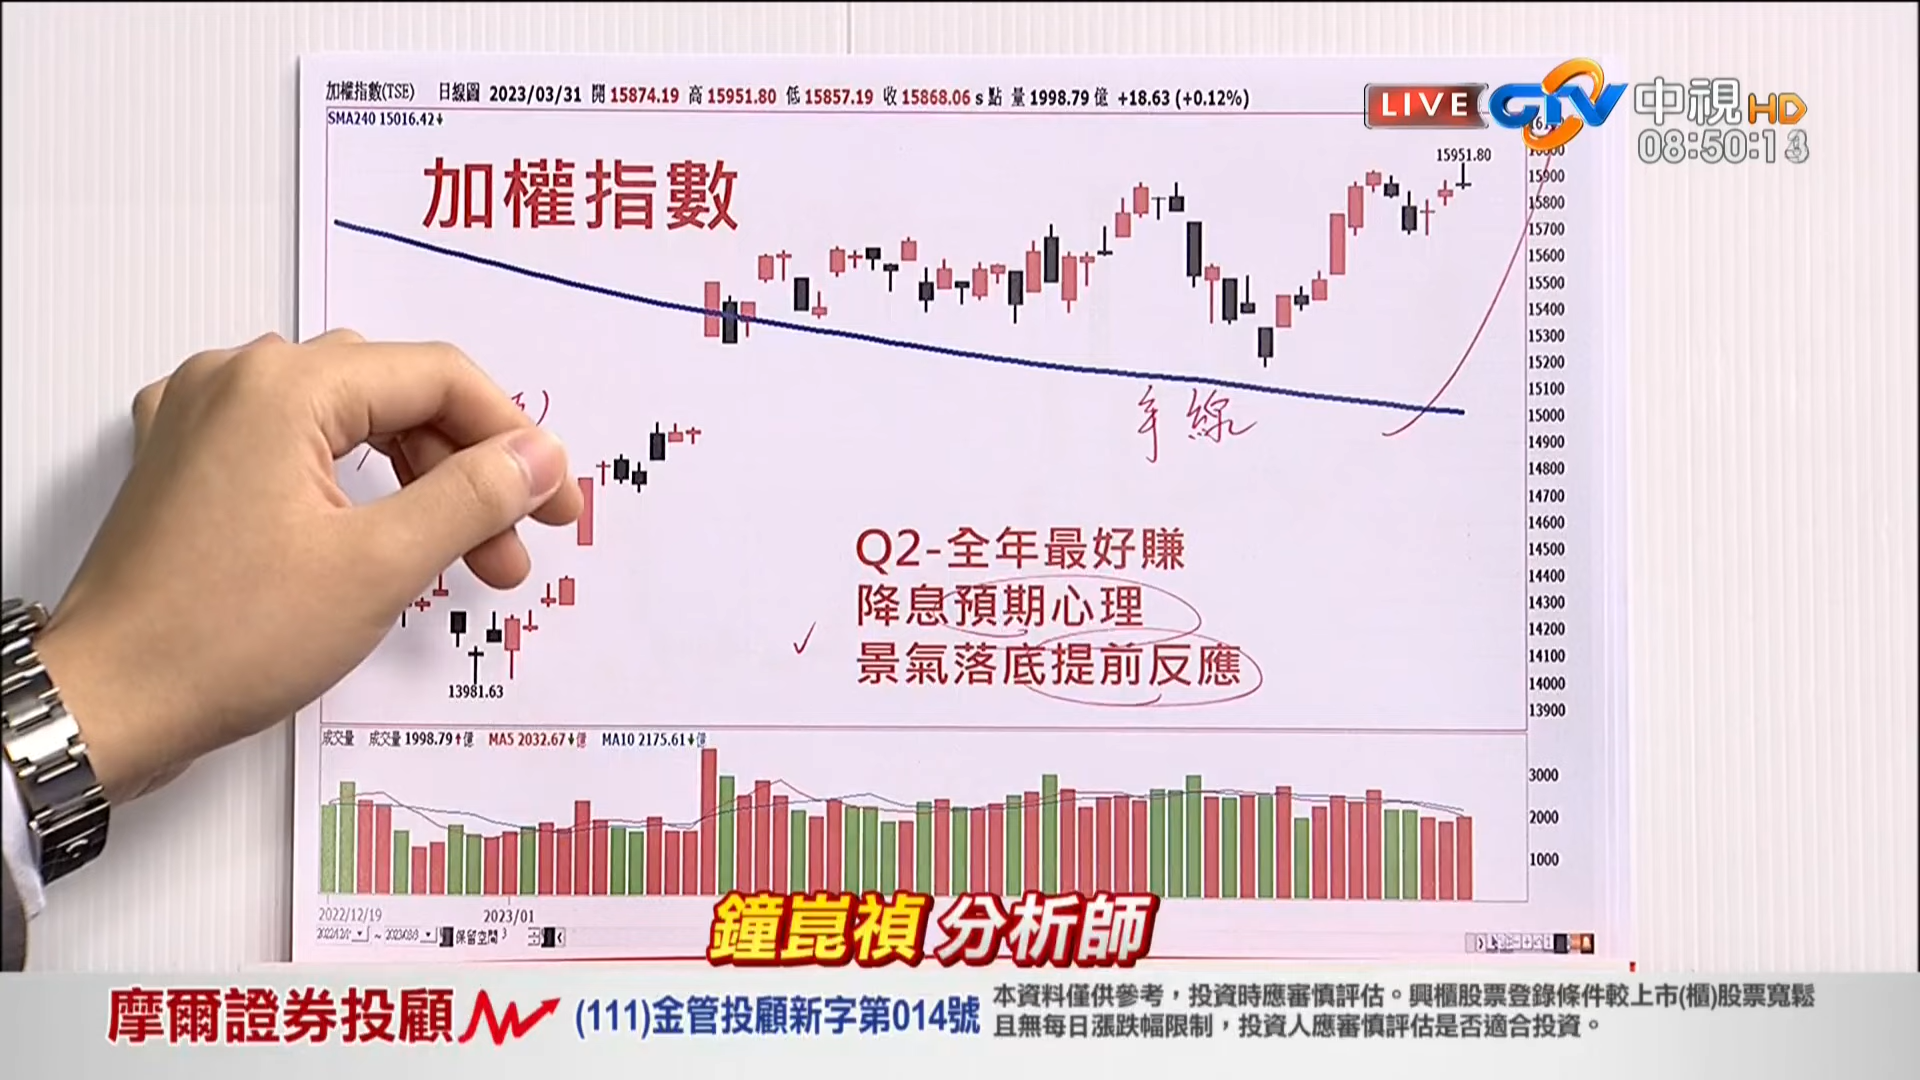 加權指數(TSE) 日線圖 2023/03/31 開 15874.19 高 15951.80 低 15857.19 收 15868.06 s 點 量 1998.79 億 +18.63 (+0.12%)
SMA240 15016.42↓
LIVE CTV 中視 HD
08:50:13
加權指數
15951.80
15900
15800
15700
15600
15500
15400
15300
15200
15100
15000
14900
14800
14700
14600
14500
14400
14300
14200
14100
14000
13900
年線
Q2-全年最好賺
降息預期心理
景氣落底提前反應
13981.63
成交量 成交量 1998.79↑億 MA5 2032.67↓億 MA10 2175.61↓億
3000
2000
1000
2022/12/19
2023/01
保留空間 3
鐘崑禎 分析師
摩爾證券投顧 (111)金管投顧新字第014號
本資料僅供參考，投資時應審慎評估。興櫃股票登錄條件較上市(櫃)股票寬鬆
且無每日漲跌幅限制，投資人應審慎評估是否適合投資。